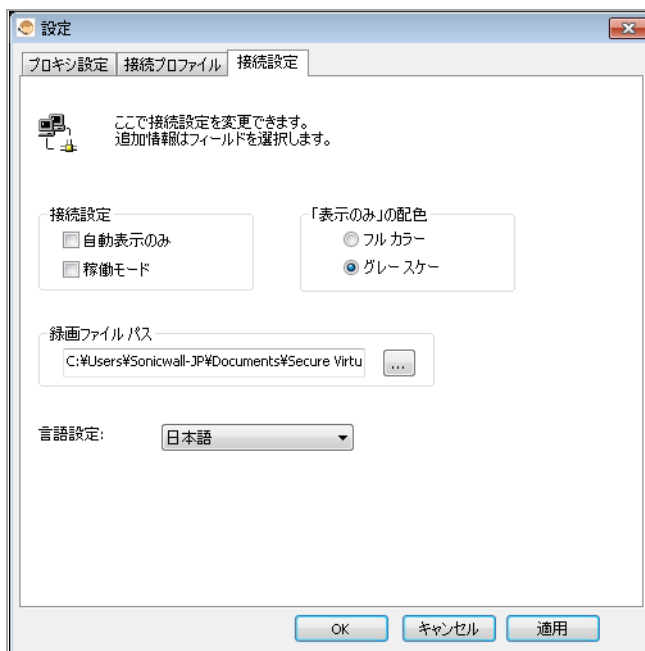 設定
プロキシ設定 接続プロファイル 接続設定
ここで接続設定を変更できます。
追加情報はフィールドを選択します。
接続設定
自動表示のみ
稼働モード
「表示のみ」の配色
フル カラー
グレー スケー
録画ファイル パス
C:¥Users¥Sonicwall-JP¥Documents¥Secure Virtu
...
言語設定:
日本語
OK キャンセル 適用